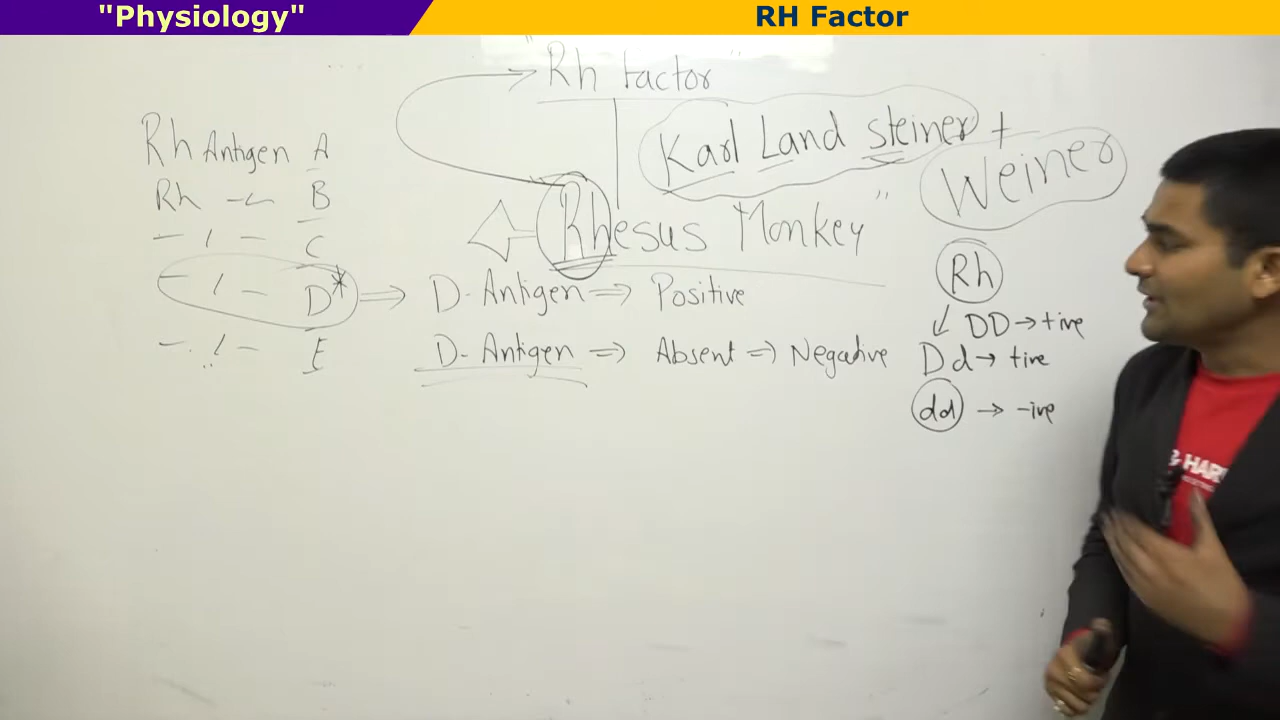 "Physiology"
RH Factor
"Rh factor"
Karl Land steiner +
Weiner
Rhesus Monkey"
Rh Antigen A
Rh -〃- B
- 〃 - C
- 〃 - D*
- 〃 - E
⇒ D-Antigen ⇒ Positive
D-Antigen ⇒ Absent ⇒ Negative
Rh
DD → +ive
Dd → +ive
dd → -ive
& HAR